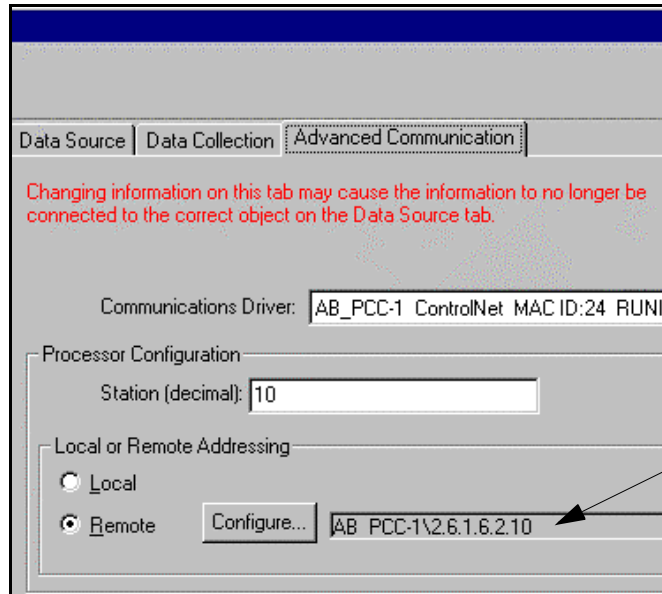 Data Source Data Collection Advanced Communication
Changing information on this tab may cause the information to no longer be
connected to the correct object on the Data Source tab.
Communications Driver: AB_PCC-1 ControlNet MAC ID:24 RUNI
Processor Configuration
Station (decimal): 10
Local or Remote Addressing
Local
Remote Configure... AB_PCC-1\2.6.1.6.2.10